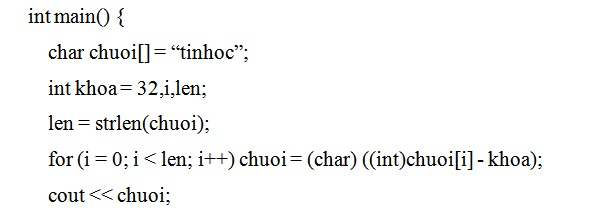 int main() {
char chuoi[] = “tinhoc”;
int khoa = 32,i,len;
len = strlen(chuoi);
for (i = 0; i < len; i++) chuoi = (char) ((int)chuoi[i] - khoa);
cout << chuoi;